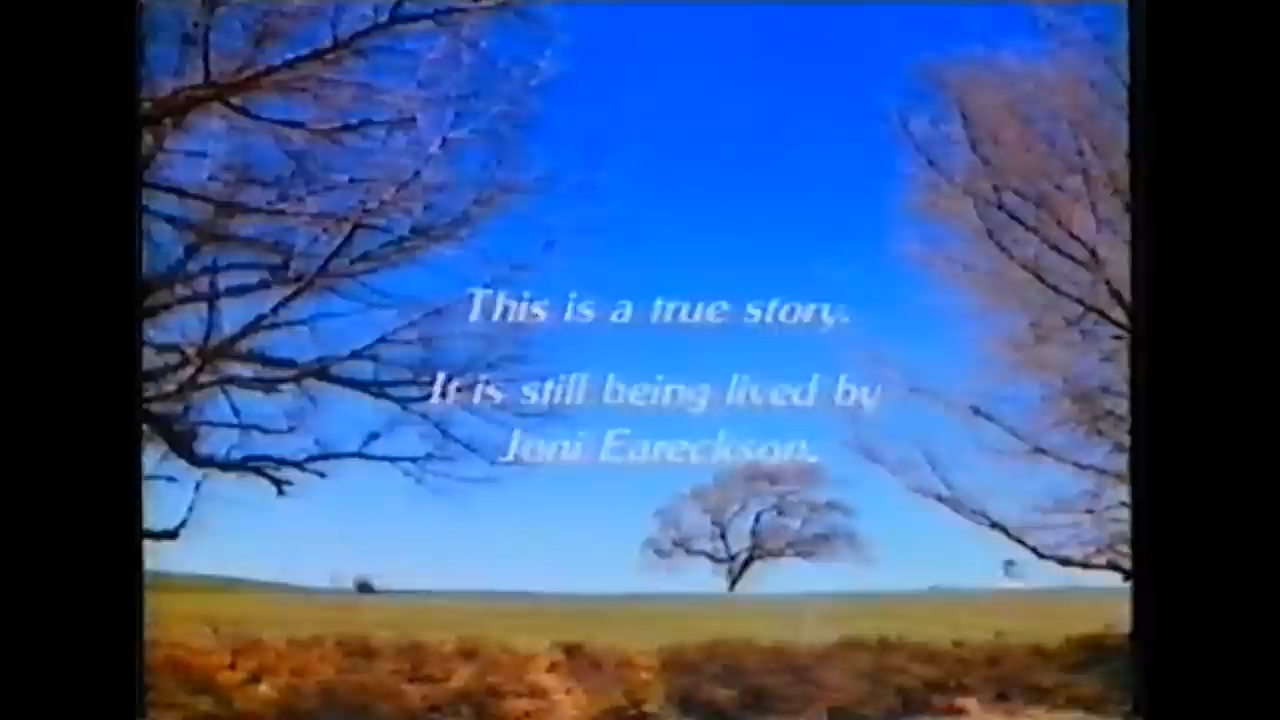 This is a true story.
It is still being lived by
Joni Eareckson.